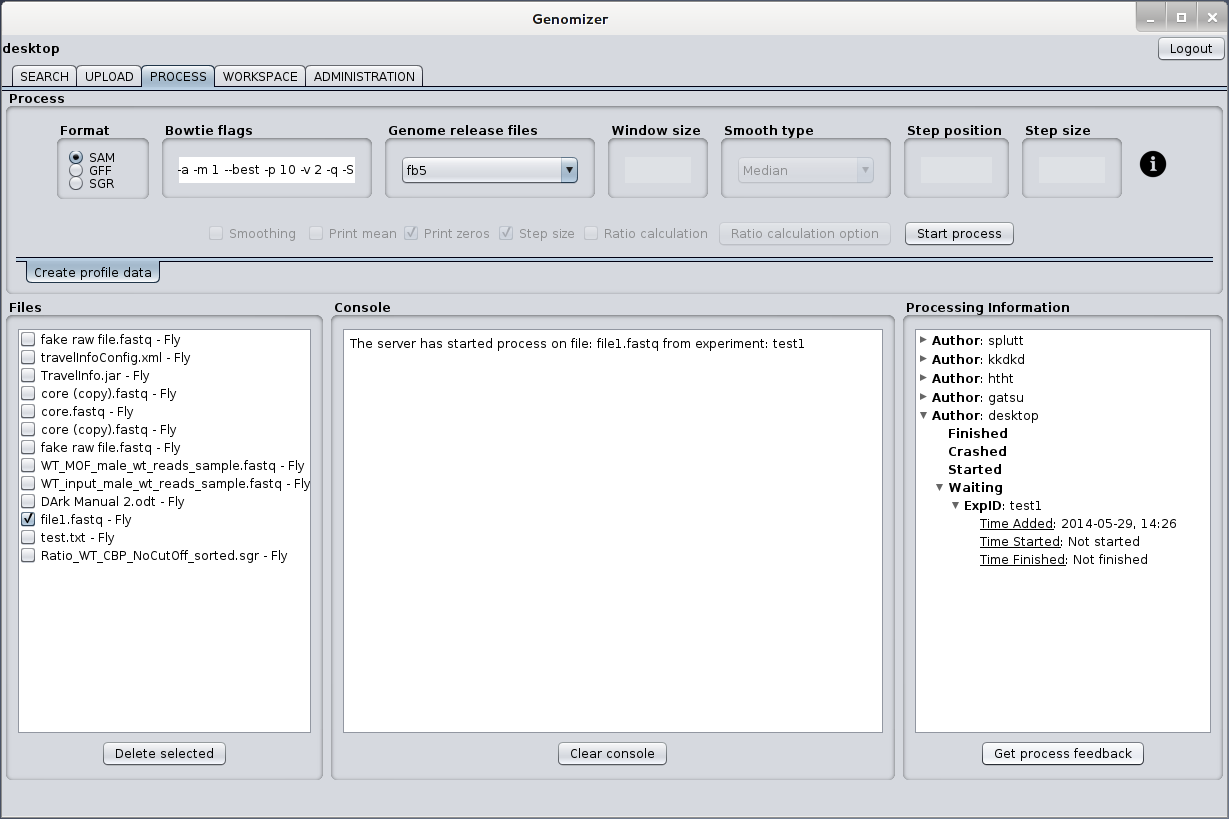 Genomizer
desktop
Logout
SEARCH UPLOAD PROCESS WORKSPACE ADMINISTRATION
Process
Format Bowtie flags Genome release files Window size Smooth type Step position Step size
SAM
GFF
SGR
-a -m 1 --best -p 10 -v 2 -q -S
fb5
Median
Smoothing Print mean Print zeros Step size Ratio calculation Ratio calculation option Start process
Create profile data
Files
fake raw file.fastq - Fly
travelInfoConfig.xml - Fly
TravelInfo.jar - Fly
core (copy).fastq - Fly
core.fastq - Fly
core (copy).fastq - Fly
fake raw file.fastq - Fly
WT_MOF_male_wt_reads_sample.fastq - Fly
WT_input_male_wt_reads_sample.fastq - Fly
DArk Manual 2.odt - Fly
file1.fastq - Fly
test.txt - Fly
Ratio_WT_CBP_NoCutOff_sorted.sgr - Fly
Delete selected
Console
The server has started process on file: file1.fastq from experiment: test1
Clear console
Processing Information
Author: splutt
Author: kkdkd
Author: htht
Author: gatsu
Author: desktop
Finished
Crashed
Started
Waiting
ExpID: test1
Time Added: 2014-05-29, 14:26
Time Started: Not started
Time Finished: Not finished
Get process feedback